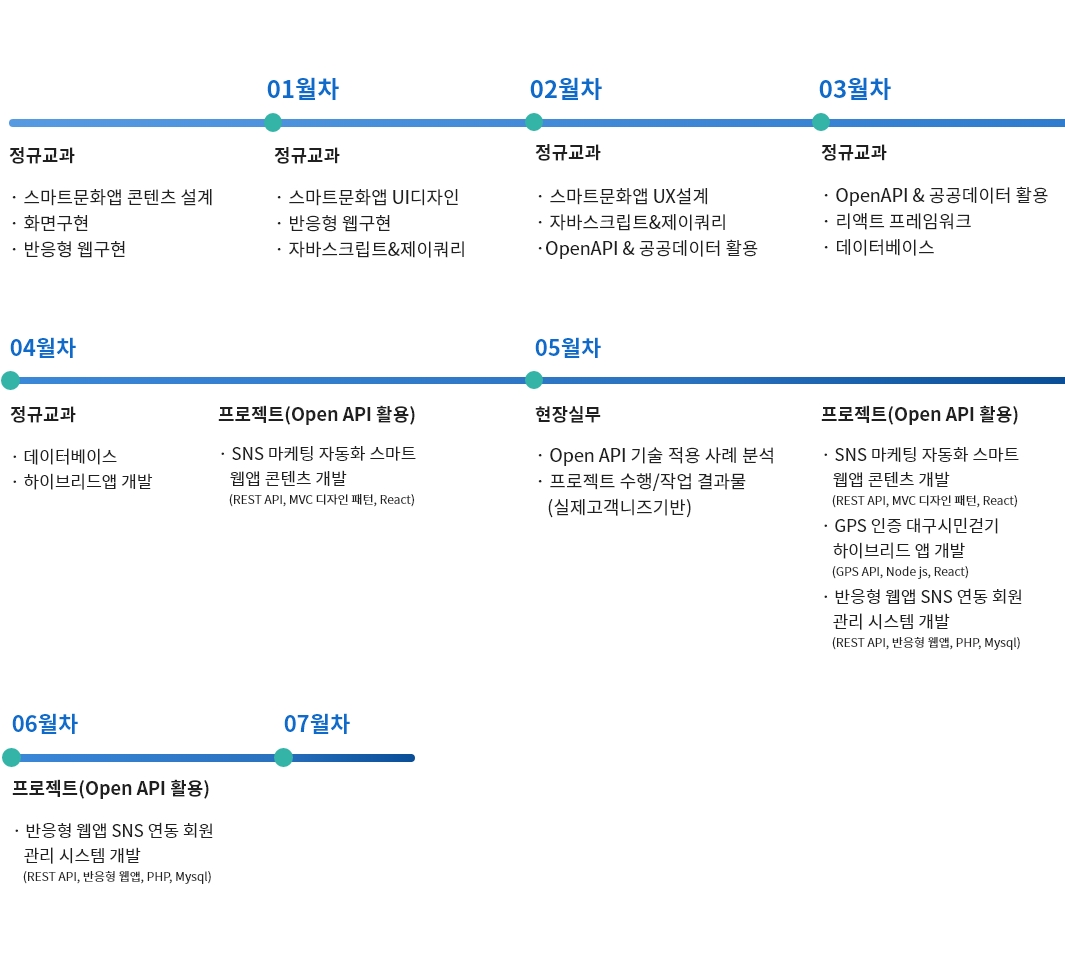 01월차
02월차
03월차
정규교과
· 스마트문화앱 콘텐츠 설계
· 화면구현
· 반응형 웹구현
정규교과
· 스마트문화앱 UI디자인
· 반응형 웹구현
· 자바스크립트&제이쿼리
정규교과
· 스마트문화앱 UX설계
· 자바스크립트&제이쿼리
·OpenAPI & 공공데이터 활용
정규교과
· OpenAPI & 공공데이터 활용
· 리액트 프레임워크
· 데이터베이스
04월차
05월차
정규교과
· 데이터베이스
· 하이브리드앱 개발
프로젝트(Open API 활용)
· SNS 마케팅 자동화 스마트
웹앱 콘텐츠 개발
(REST API, MVC 디자인 패턴, React)
현장실무
· Open API 기술 적용 사례 분석
· 프로젝트 수행/작업 결과물
(실제고객니즈기반)
프로젝트(Open API 활용)
· SNS 마케팅 자동화 스마트
웹앱 콘텐츠 개발
(REST API, MVC 디자인 패턴, React)
· GPS 인증 대구시민걷기
하이브리드 앱 개발
(GPS API, Node js, React)
· 반응형 웹앱 SNS 연동 회원
관리 시스템 개발
(REST API, 반응형 웹앱, PHP, Mysql)
06월차
07월차
프로젝트(Open API 활용)
· 반응형 웹앱 SNS 연동 회원
관리 시스템 개발
(REST API, 반응형 웹앱, PHP, Mysql)